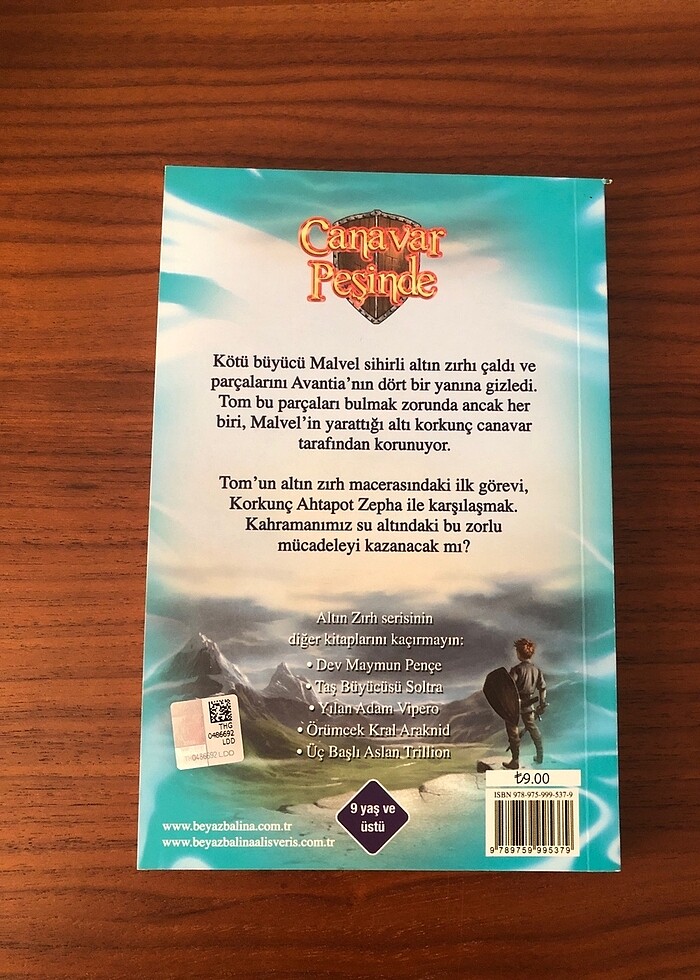 Canavar
Peşinde
Kötü büyücü Malvel sihirli altın zırhı çaldı ve
parçalarını Avantia’nın dört bir yanına gizledi.
Tom bu parçaları bulmak zorunda ancak her
biri, Malvel’in yarattığı altı korkunç canavar
tarafından korunuyor.
Tom’un altın zırh macerasındaki ilk görevi,
Korkunç Ahtapot Zepha ile karşılaşmak.
Kahramanımız su altındaki bu zorlu
mücadeleyi kazanacak mı?
Altın Zırh serisinin
diğer kitaplarını kaçırmayın:
• Dev Maymun Pençe
• Taş Büyücüsü Soltra
• Yılan Adam Vipero
• Örümcek Kral Araknid
• Üç Başlı Aslan Trillion
THG
0486692
LDD
0486692 LDD
9 yaş ve
üstü
www.beyazbalina.com.tr
www.beyazbalinaalisveris.com.tr
₺9.00
ISBN 978-975-999-537-9
9 789759 995379